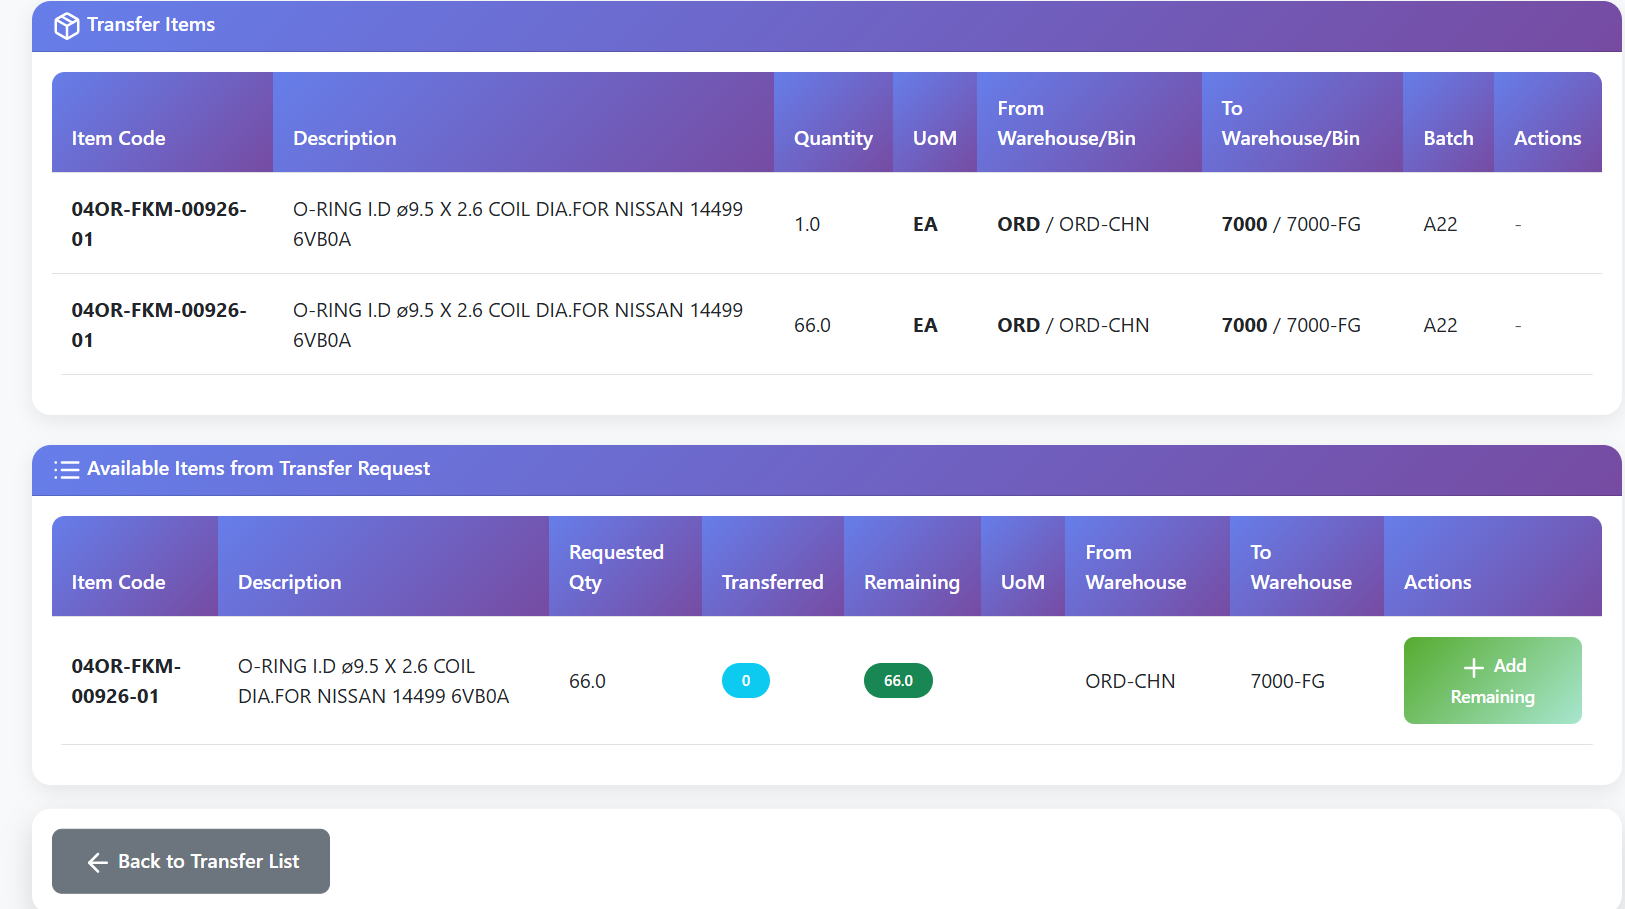 Transfer Items
Item Code
Description
Quantity
UoM
From
Warehouse/Bin
To
Warehouse/Bin
Batch
Actions
04OR-FKM-00926-
01
O-RING I.D ø9.5 X 2.6 COIL DIA.FOR NISSAN 14499
6VB0A
1.0
EA
ORD / ORD-CHN
7000 / 7000-FG
A22
-
04OR-FKM-00926-
01
O-RING I.D ø9.5 X 2.6 COIL DIA.FOR NISSAN 14499
6VB0A
66.0
EA
ORD / ORD-CHN
7000 / 7000-FG
A22
-
Available Items from Transfer Request
Item Code
Description
Requested
Qty
Transferred
Remaining
UoM
From
Warehouse
To
Warehouse
Actions
04OR-FKM-
00926-01
O-RING I.D ø9.5 X 2.6 COIL
DIA.FOR NISSAN 14499 6VB0A
66.0
0
66.0
ORD-CHN
7000-FG
Add
Remaining
Back to Transfer List